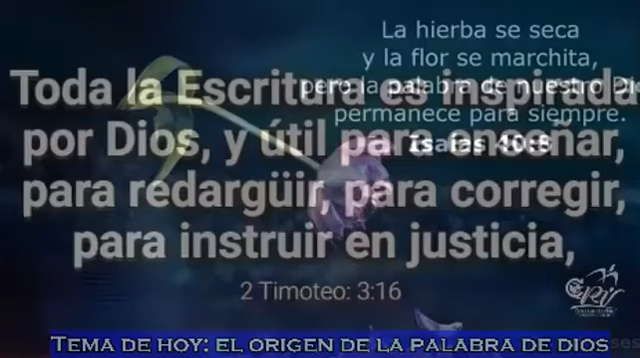 La hierba se seca
y la flor se marchita,
pero la palabra de nuestro Dio
permanece para siempre.
Isaías 40:8
Toda la Escritura es inspirada
por Dios, y útil para enseñar,
para redargüir, para corregir,
para instruir en justicia,
2 Timoteo: 3:16
Tema de hoy: el origen de la palabra de dios